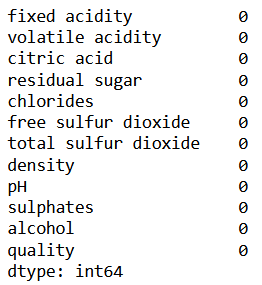 fixed acidity 0
volatile acidity 0
citric acid 0
residual sugar 0
chlorides 0
free sulfur dioxide 0
total sulfur dioxide 0
density 0
pH 0
sulphates 0
alcohol 0
quality 0
dtype: int64